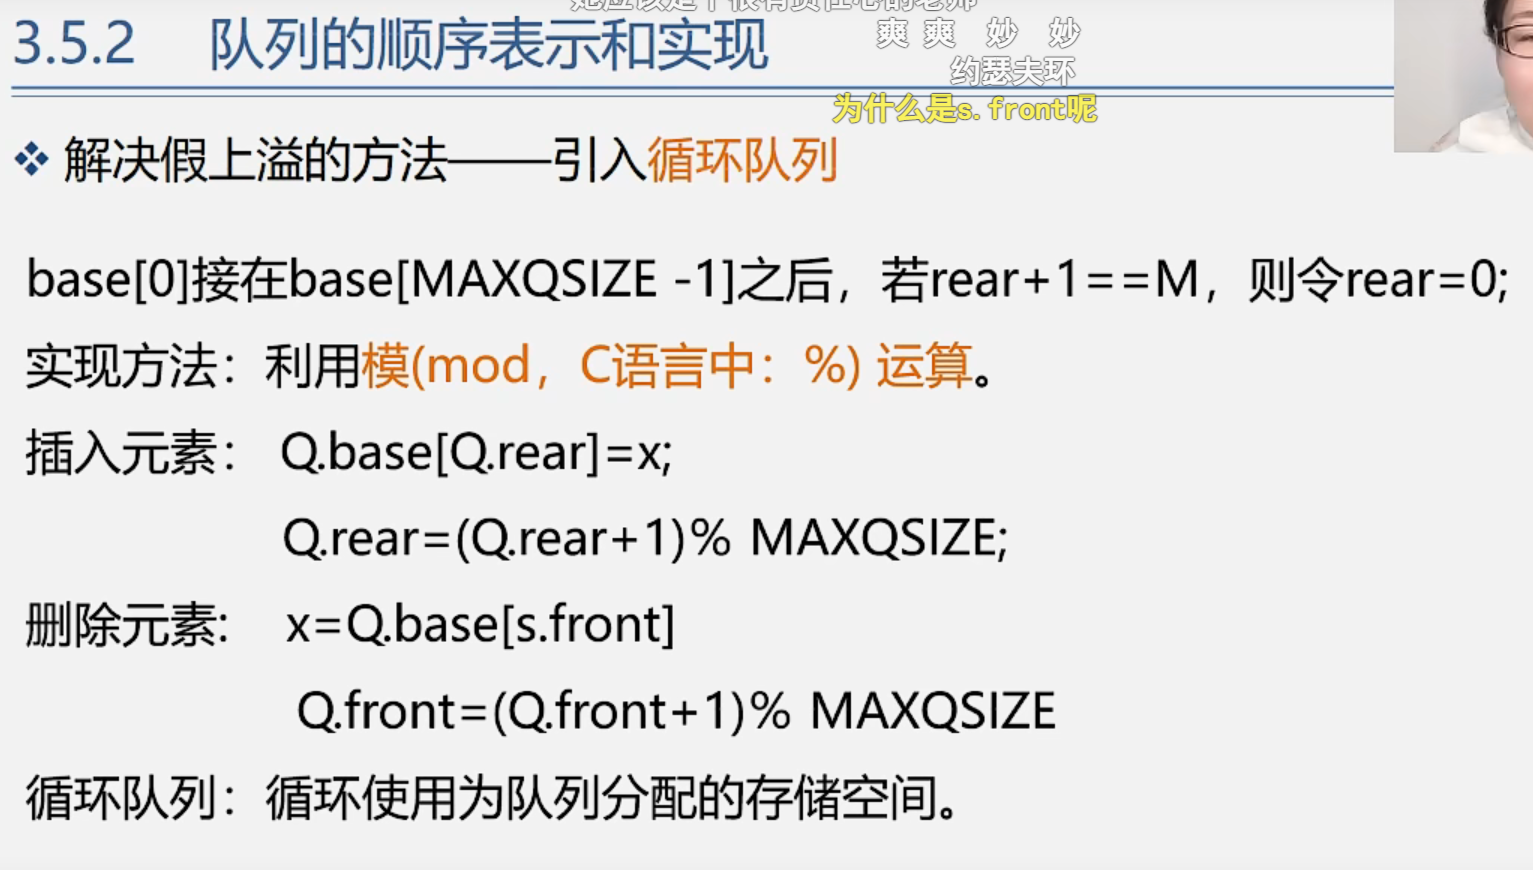 3.5.2 队列的顺序表示和实现
爽 爽 妙 妙
约瑟夫环
为什么是s.front呢
❖ 解决假上溢的方法——引入循环队列
base[0]接在base[MAXQSIZE -1]之后，若rear+1==M，则令rear=0;
实现方法：利用模(mod，C语言中：%) 运算。
插入元素： Q.base[Q.rear]=x;
Q.rear=(Q.rear+1)% MAXQSIZE;
删除元素: x=Q.base[s.front]
Q.front=(Q.front+1)% MAXQSIZE
循环队列：循环使用为队列分配的存储空间。